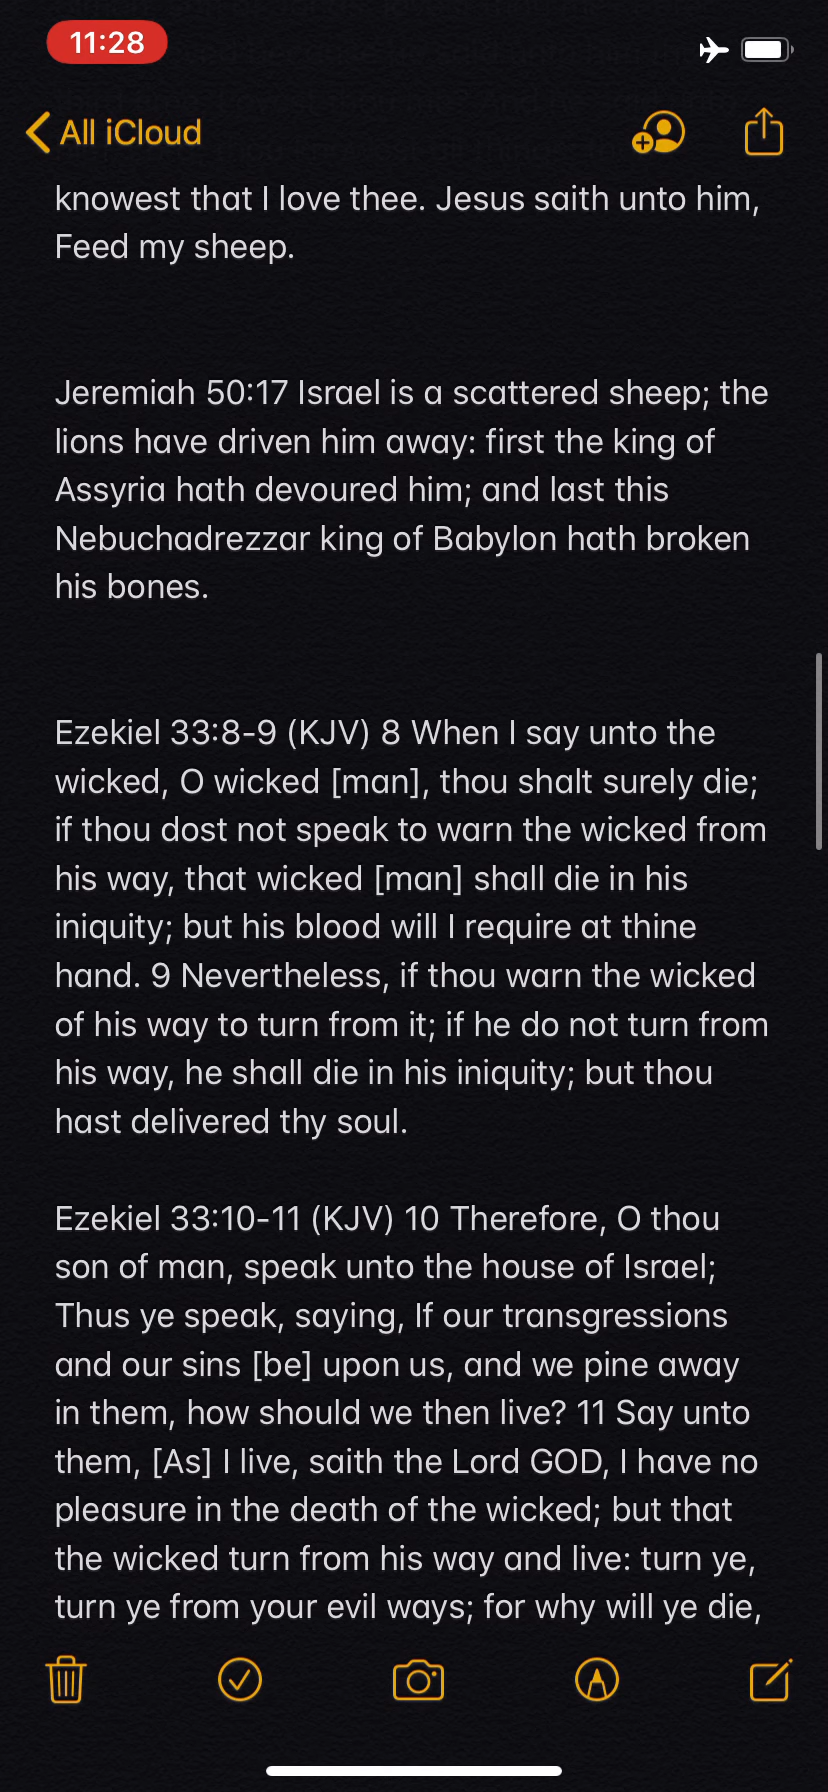 11:28
All iCloud
knowest that I love thee. Jesus saith unto him,
Feed my sheep.
Jeremiah 50:17 Israel is a scattered sheep; the
lions have driven him away: first the king of
Assyria hath devoured him; and last this
Nebuchadrezzar king of Babylon hath broken
his bones.
Ezekiel 33:8-9 (KJV) 8 When I say unto the
wicked, O wicked [man], thou shalt surely die;
if thou dost not speak to warn the wicked from
his way, that wicked [man] shall die in his
iniquity; but his blood will I require at thine
hand. 9 Nevertheless, if thou warn the wicked
of his way to turn from it; if he do not turn from
his way, he shall die in his iniquity; but thou
hast delivered thy soul.
Ezekiel 33:10-11 (KJV) 10 Therefore, O thou
son of man, speak unto the house of Israel;
Thus ye speak, saying, If our transgressions
and our sins [be] upon us, and we pine away
in them, how should we then live? 11 Say unto
them, [As] I live, saith the Lord GOD, I have no
pleasure in the death of the wicked; but that
the wicked turn from his way and live: turn ye,
turn ye from your evil ways; for why will ye die,